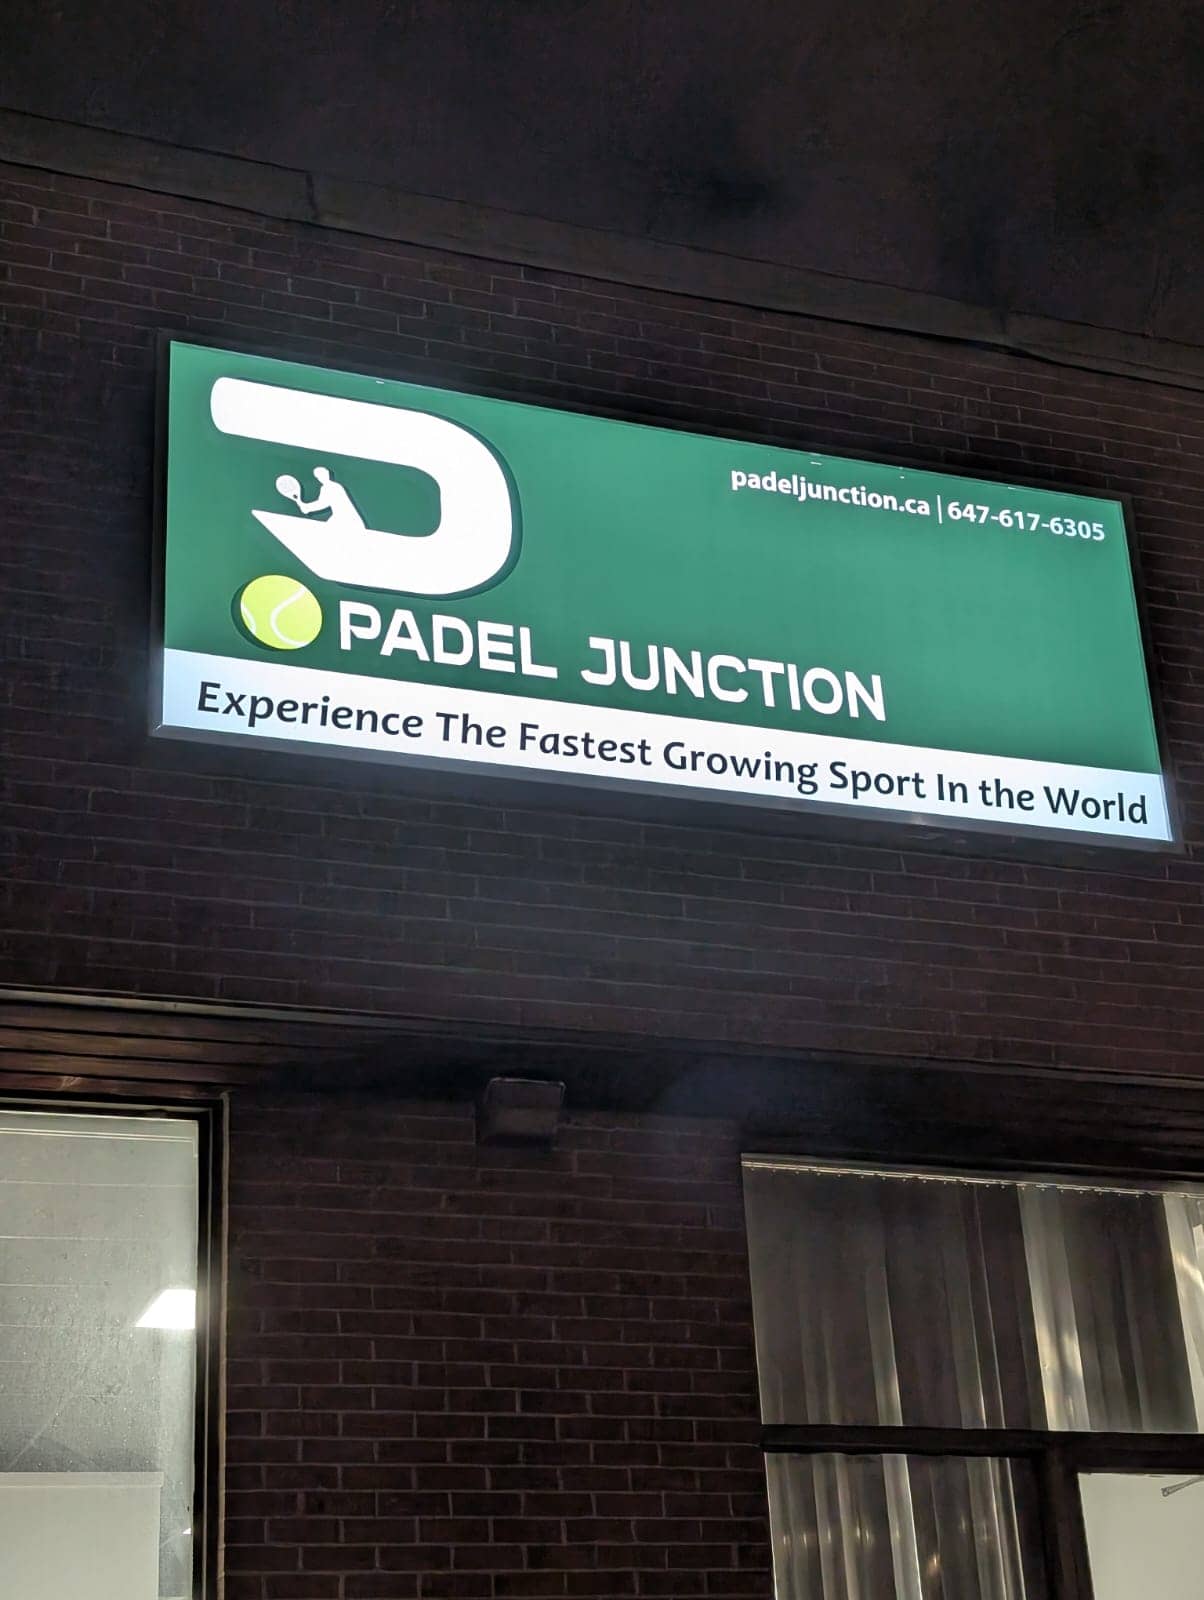 padeljunction.ca | 647-617-6305
PADEL JUNCTION
Experience The Fastest Growing Sport In the World